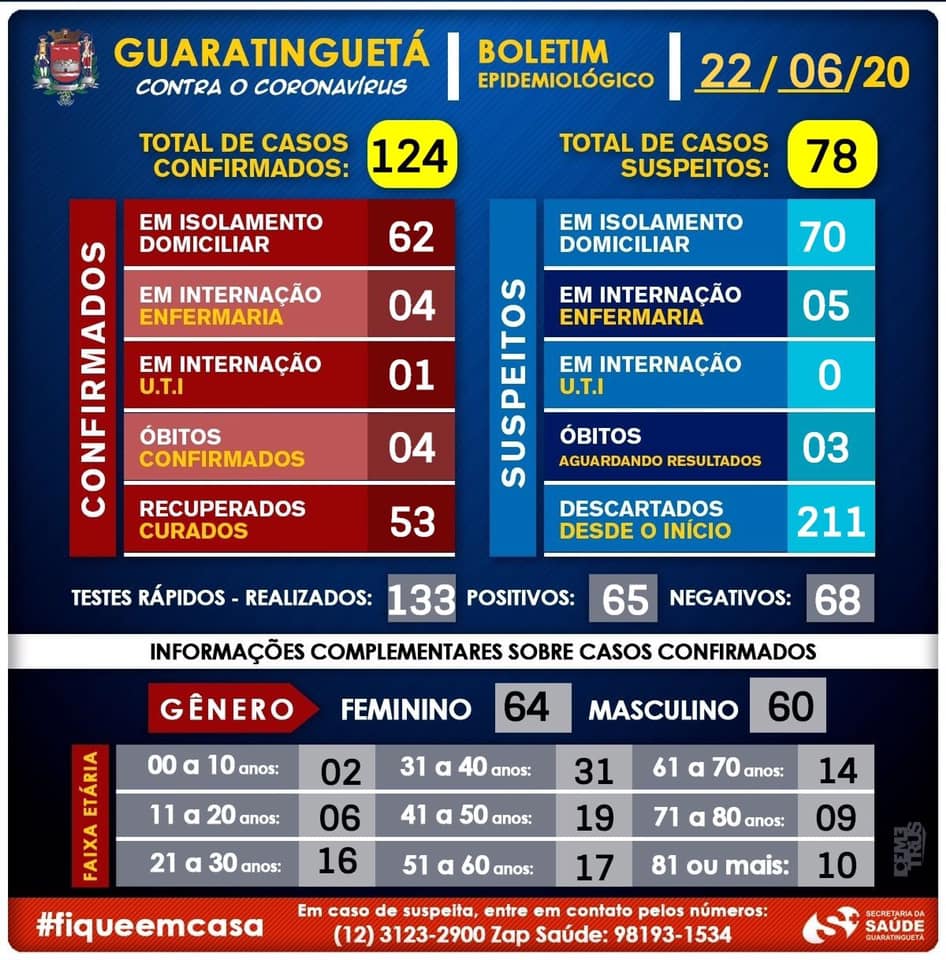 GUARATINGUETÁ
CONTRA O CORONAVÍRUS
BOLETIM
EPIDEMIOLÓGICO
22/06/20
TOTAL DE CASOS
CONFIRMADOS:
124
TOTAL DE CASOS
SUSPEITOS:
78
CONFIRMADOS
EM ISOLAMENTO
DOMICILIAR
62
EM INTERNAÇÃO
ENFERMARIA
04
EM INTERNAÇÃO
U.T.I
01
ÓBITOS
CONFIRMADOS
04
RECUPERADOS
CURADOS
53
SUSPEITOS
EM ISOLAMENTO
DOMICILIAR
70
EM INTERNAÇÃO
ENFERMARIA
05
EM INTERNAÇÃO
U.T.I
0
ÓBITOS
AGUARDANDO RESULTADOS
03
DESCARTADOS
DESDE O INÍCIO
211
TESTES RÁPIDOS - REALIZADOS: 133 POSITIVOS: 65 NEGATIVOS: 68
INFORMAÇÕES COMPLEMENTARES SOBRE CASOS CONFIRMADOS
GÊNERO FEMININO 64 MASCULINO 60
FAIXA ETÁRIA
00 a 10 anos: 02 31 a 40 anos: 31 61 a 70 anos: 14
11 a 20 anos: 06 41 a 50 anos: 19 71 a 80 anos: 09
21 a 30 anos: 16 51 a 60 anos: 17 81 ou mais: 10
DEME
TRUS
#fiqueemcasa
Em caso de suspeita, entre em contato pelos números:
(12) 3123-2900 Zap Saúde: 98193-1534
SECRETARIA DA
SAÚDE
GUARATINGUETÁ